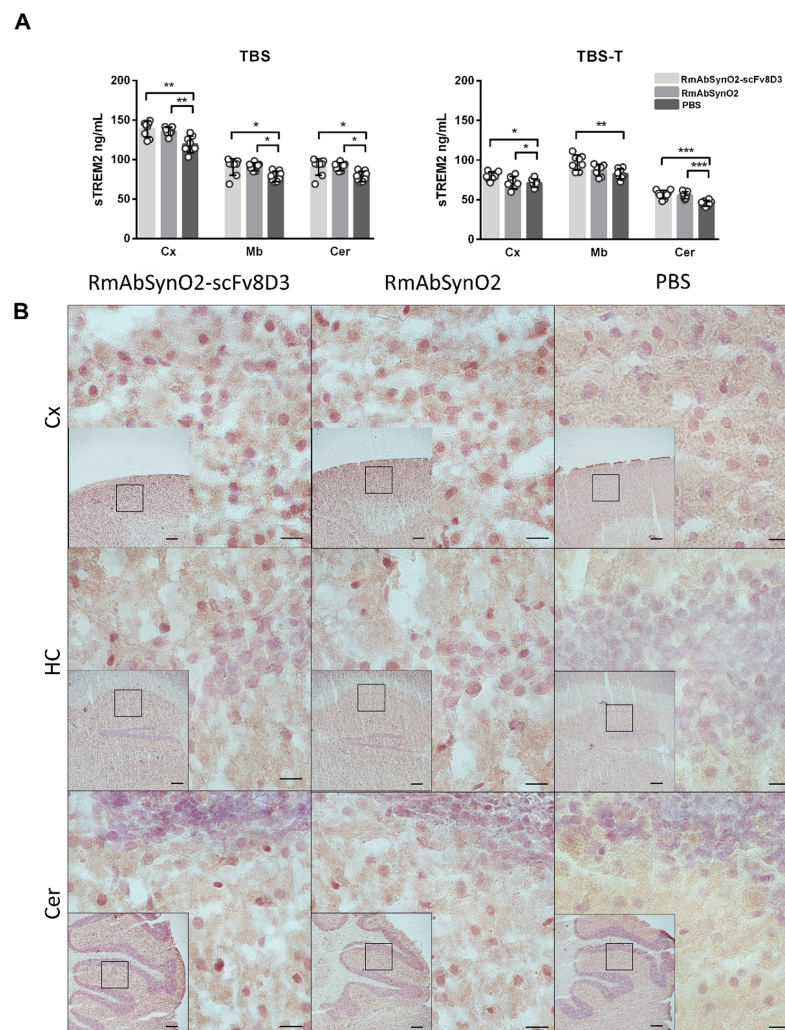 A
TBS
sTREM2 ng/mL
200
150
100
50
0
**
**
*
*
*
*
Cx
Mb
Cer
TBS-T
sTREM2 ng/mL
200
150
100
50
0
*
*
**
***
***
Cx
Mb
Cer
RmAbSynO2-scFv8D3
RmAbSynO2
PBS
RmAbSynO2-scFv8D3
RmAbSynO2
PBS
B
Cx
HC
Cer